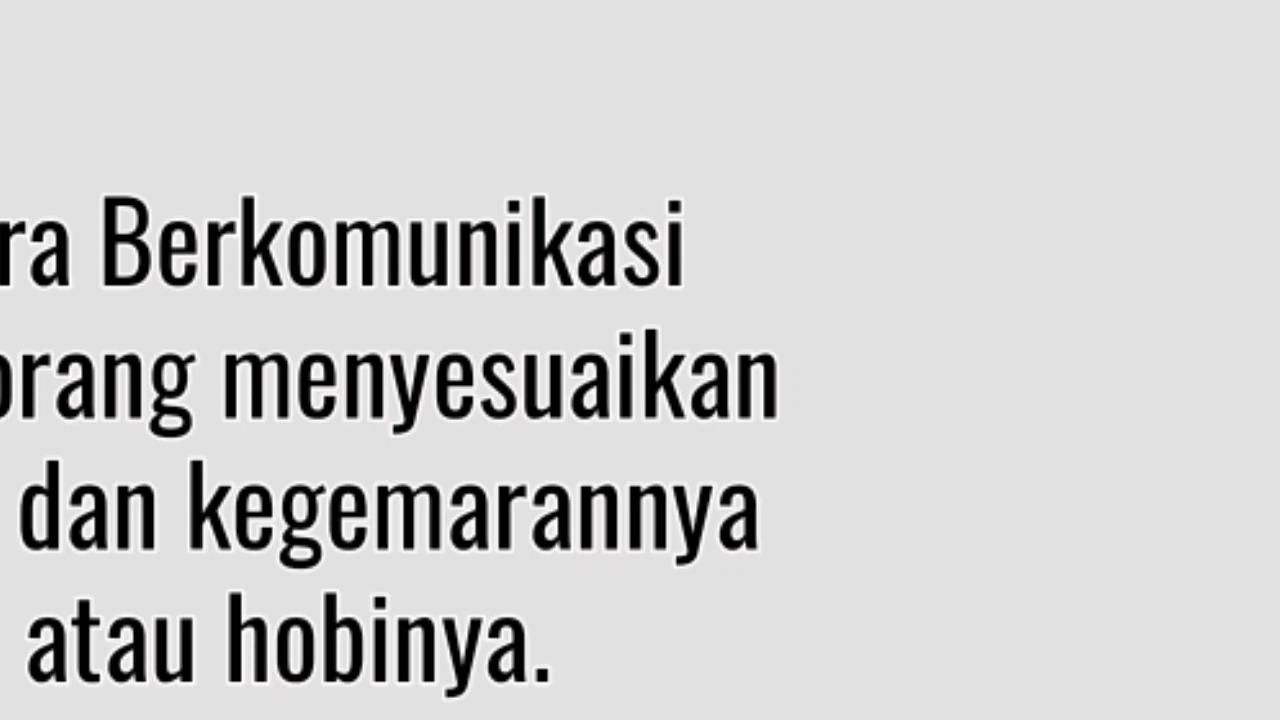 ra Berkomunikasi
orang menyesuaikan
dan kegemarannya
atau hobinya.